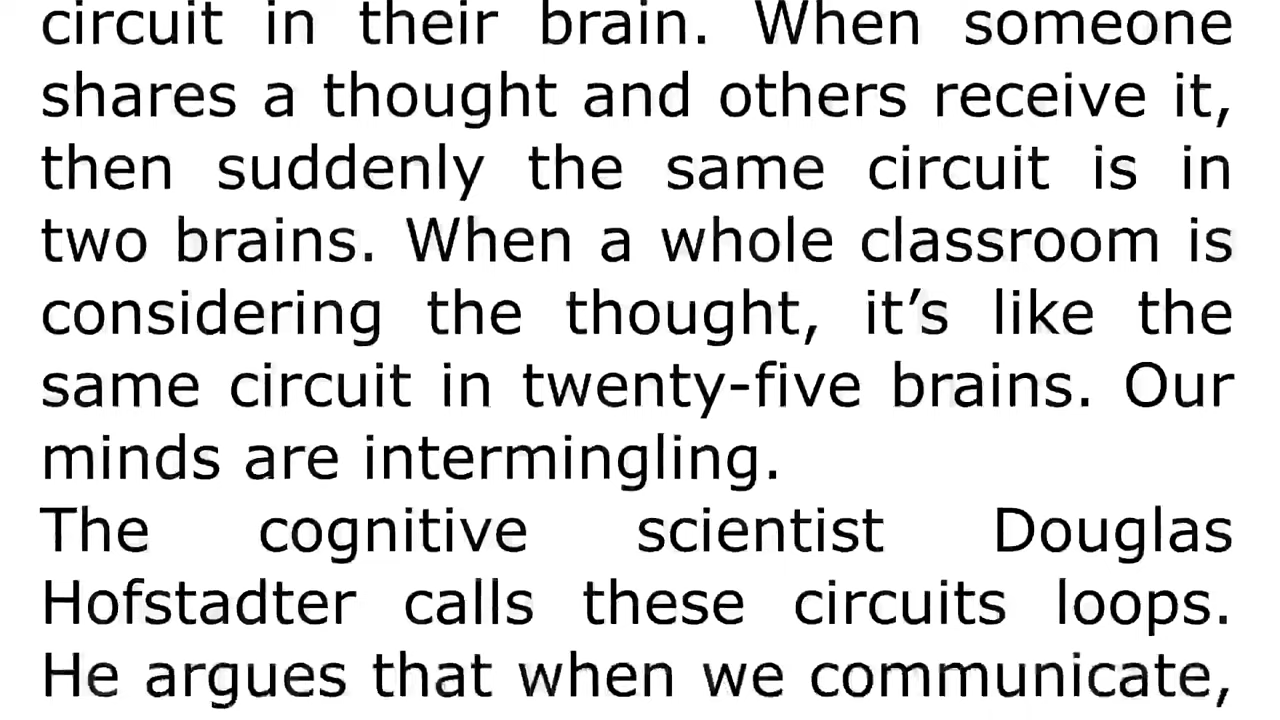 circuit in their brain. When someone
shares a thought and others receive it,
then suddenly the same circuit is in
two brains. When a whole classroom is
considering the thought, it’s like the
same circuit in twenty-five brains. Our
minds are intermingling.
The cognitive scientist Douglas
Hofstadter calls these circuits loops.
He argues that when we communicate,